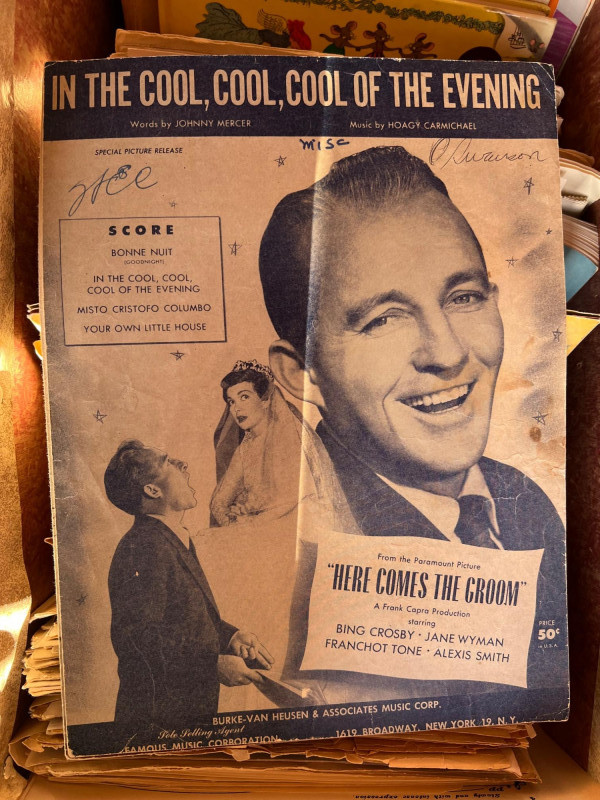 IN THE COOL, COOL, COOL OF THE EVENING
Words by JOHNNY MERCER
Music by HOAGY CARMICHAEL
MISC
SPECIAL PICTURE RELEASE
SCORE
BONNE NUIT
(GOODNIGHT)
IN THE COOL, COOL,
COOL OF THE EVENING
MISTO CRISTOFO COLUMBO
YOUR OWN LITTLE HOUSE
From the Paramount Picture
"HERE COMES THE GROOM"
A Frank Capra Production
starring
BING CROSBY • JANE WYMAN
FRANCHOT TONE • ALEXIS SMITH
PRICE
50¢
IN U.S.A.
BURKE-VAN HEUSEN & ASSOCIATES MUSIC CORP.
Sole Selling Agent
FAMOUS MUSIC CORPORATION
1619 BROADWAY, NEW YORK 19, N. Y.